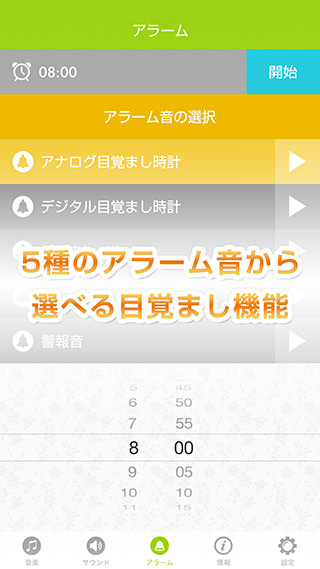 アラーム
08:00 開始
アラーム音の選択
アナログ目覚まし時計
デジタル目覚まし時計
5種のアラーム音から
選べる目覚まし機能
警報音
5 45
6 50
7 55
8 00
9 05
10 10
11 15
音楽 サウンド アラーム 情報 設定